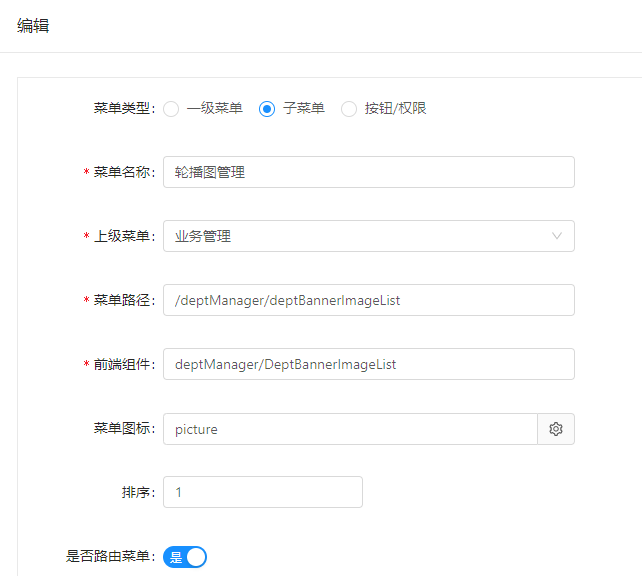 编辑
菜单类型: 一级菜单 子菜单 按钮/权限
* 菜单名称: 轮播图管理
* 上级菜单: 业务管理
* 菜单路径: /deptManager/deptBannerImageList
* 前端组件: deptManager/DeptBannerImageList
菜单图标: picture
排序: 1
是否路由菜单: 是